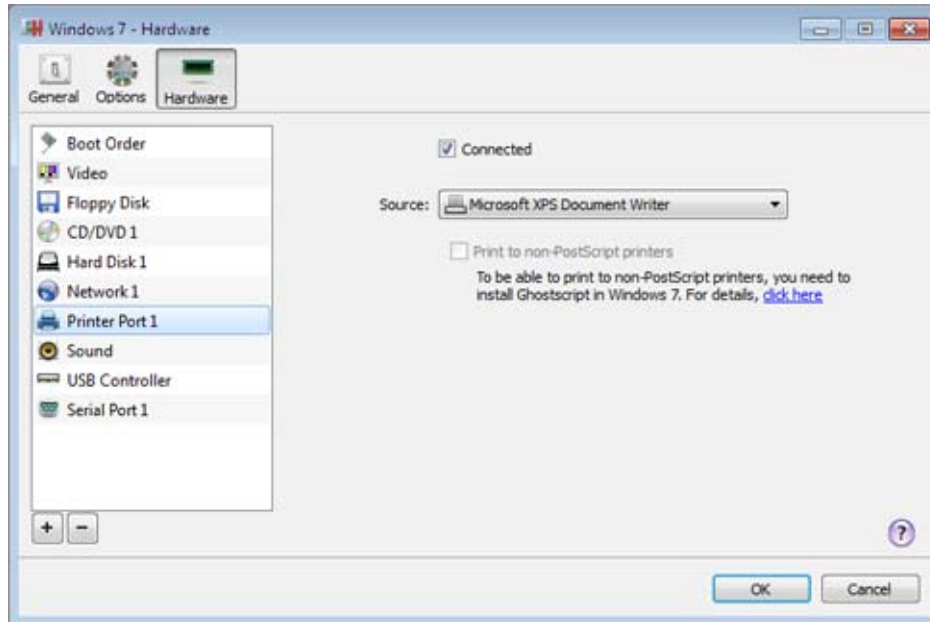 Windows 7 - Hardware
General Options Hardware
Boot Order
Video
Floppy Disk
CD/DVD 1
Hard Disk 1
Network 1
Printer Port 1
Sound
USB Controller
Serial Port 1
Connected
Source: Microsoft XPS Document Writer
Print to non-PostScript printers
To be able to print to non-PostScript printers, you need to
install Ghostscript in Windows 7. For details, click here
+ -
?
OK Cancel